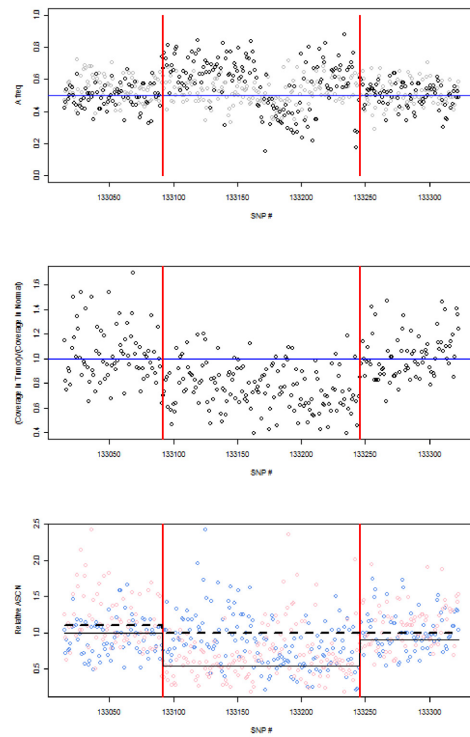 A freq
0.0 0.2 0.4 0.6 0.8 1.0
133050 133100 133150 133200 133250 133300
SNP #
(Coverage in Tumor)/(Coverage in Normal)
0.4 0.6 0.8 1.0 1.2 1.4 1.6
133050 133100 133150 133200 133250 133300
SNP #
Relative ASCN
0.5 1.0 1.5 2.0 2.5
133050 133100 133150 133200 133250 133300
SNP #